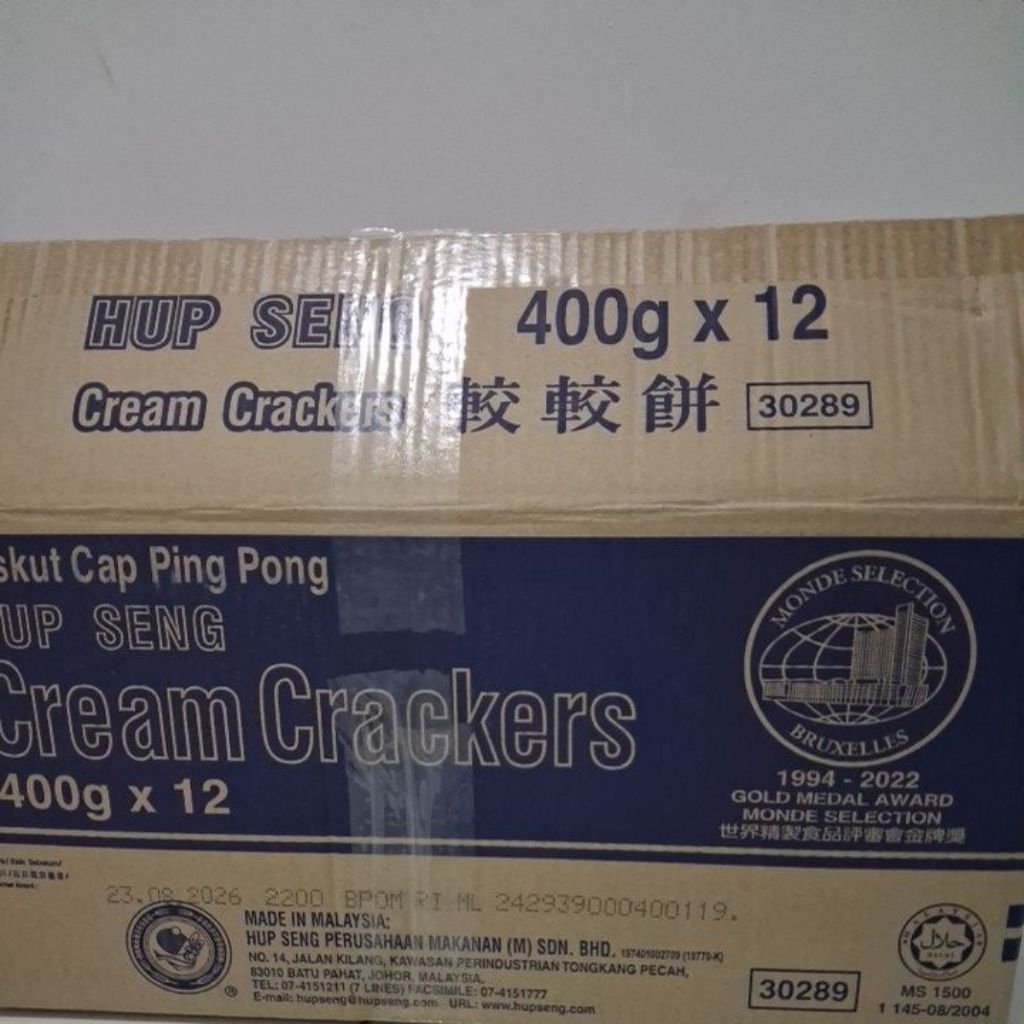 HUP SENG 400g x 12
Cream Crackers 較較餅 30289
skut Cap Ping Pong
UP SENG
Cream Crackers
400g x 12
MONDE SELECTION
BRUXELLES
1994 - 2022
GOLD MEDAL AWARD
MONDE SELECTION
世界精製食品評審會金牌獎
23.08.2026 2200 BPOM RI ML 242939000400119.
MADE IN MALAYSIA:
HUP SENG PERUSAHAAN MAKANAN (M) SDN. BHD. 197401002709 (19770-K)
NO. 14, JALAN KILANG, KAWASAN PERINDUSTRIAN TONGKANG PECAH,
83010 BATU PAHAT, JOHOR, MALAYSIA.
TEL: 07-4151211 (7 LINES) FACSIMILE: 07-4151777
E-mail: hupseng@hupseng.com URL: www.hupseng.com
30289
حلال
MS 1500
1 145-08/2004